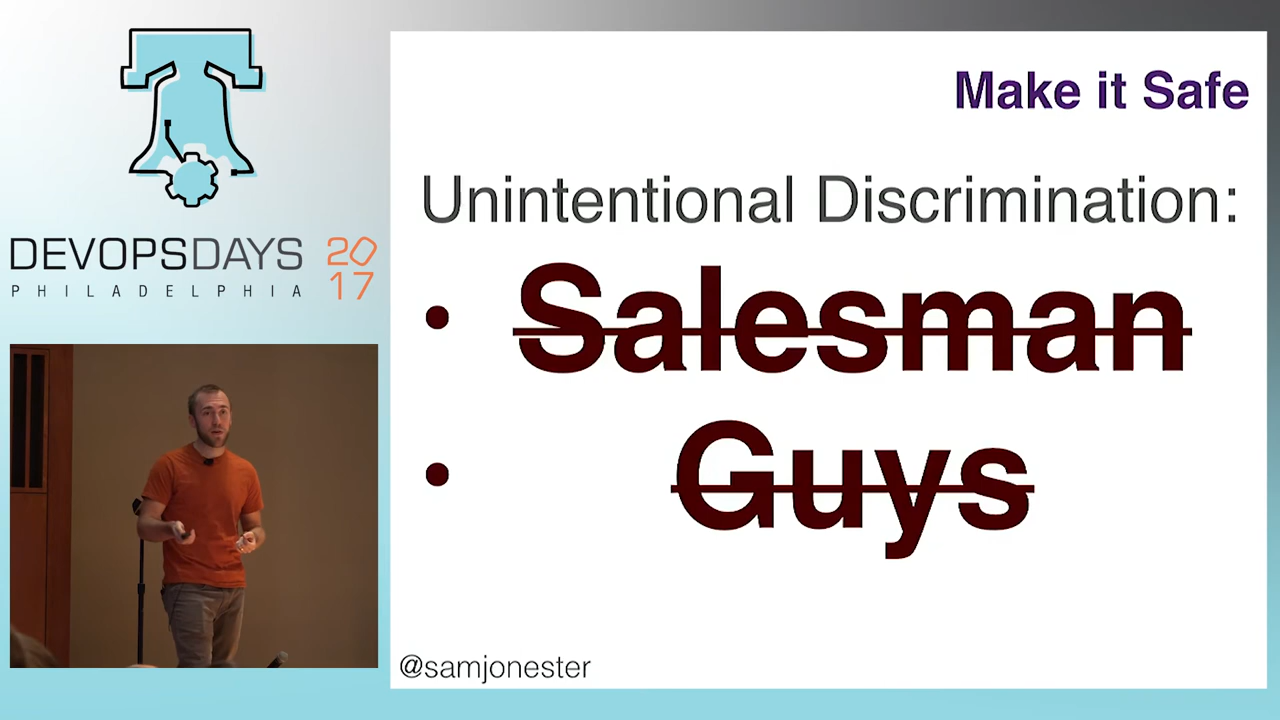 DEVOPSDAYS 2017
PHILADELPHIA
Make it Safe
Unintentional Discrimination:
• Salesman
• Guys
@samjonester